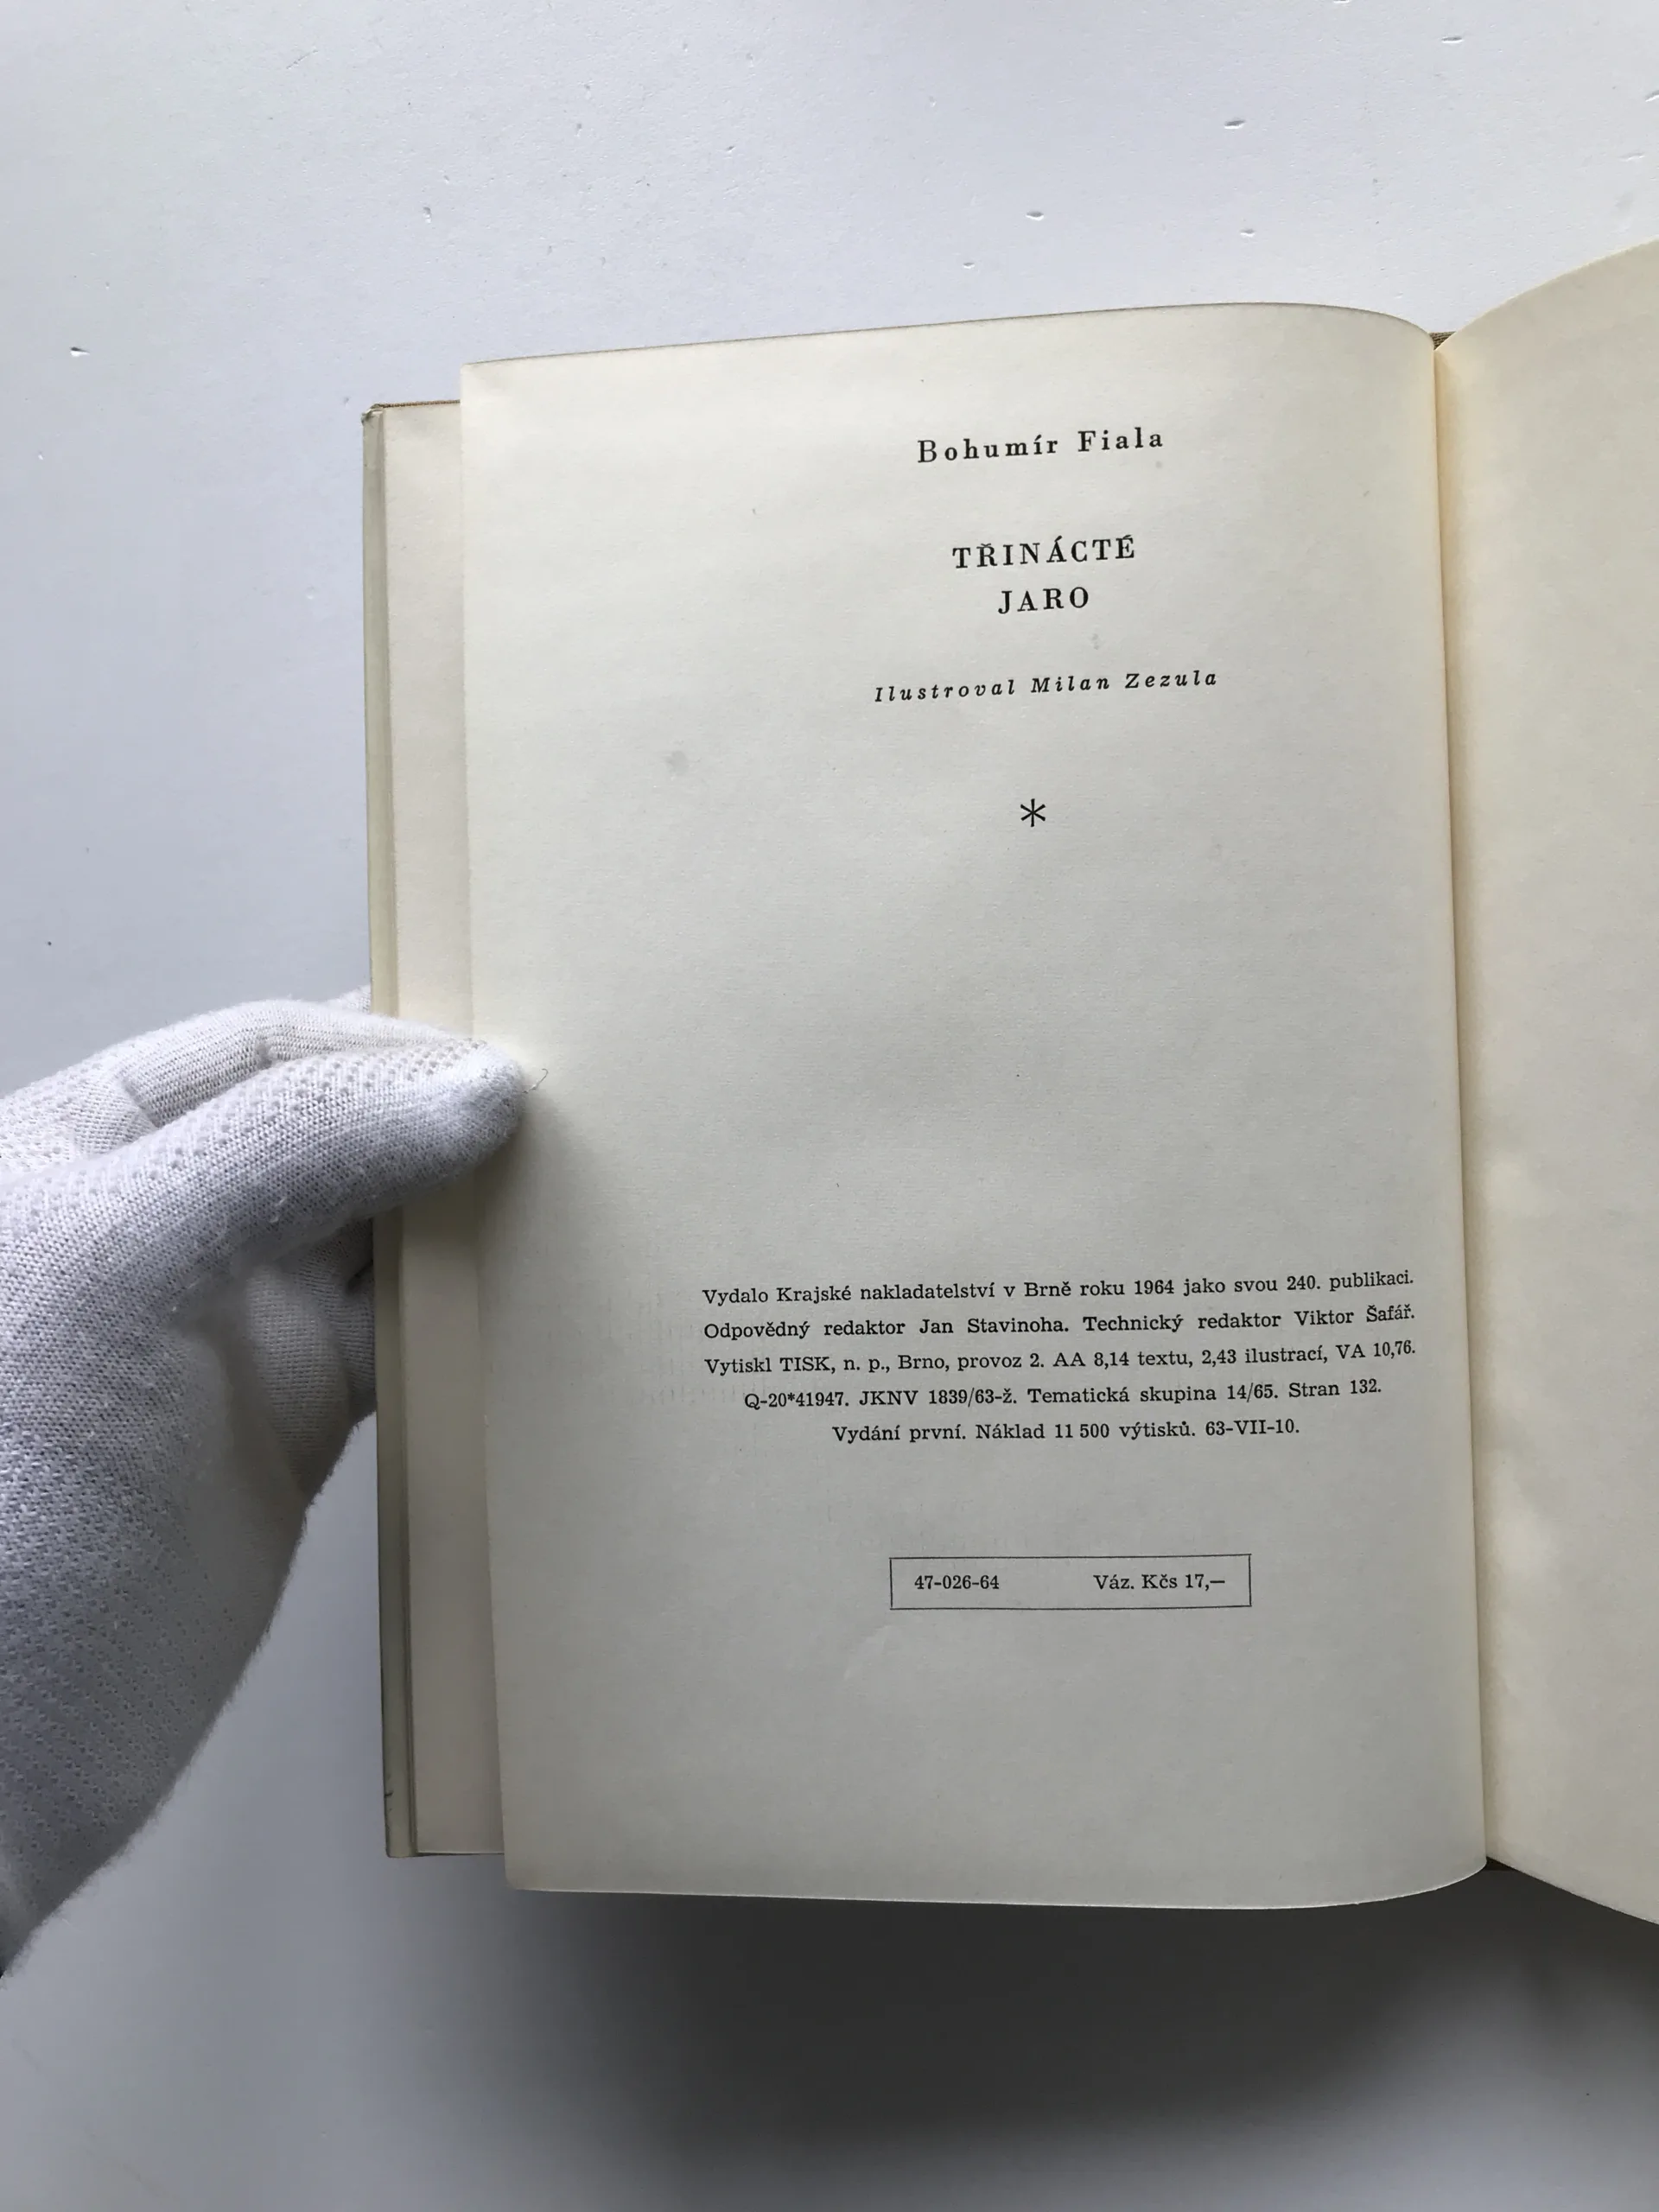 Bohumír Fiala
TŘINÁCTÉ
JARO
Ilustroval Milan Zezula
*
Vydalo Krajské nakladatelství v Brně roku 1964 jako svou 240. publikaci.
Odpovědný redaktor Jan Stavinoha. Technický redaktor Viktor Šafář.
Vytiskl TISK, n. p., Brno, provoz 2. AA 8,14 textu, 2,43 ilustrací, VA 10,76.
Q-20*41947. JKNV 1839/63-ž. Tematická skupina 14/65. Stran 132.
Vydání první. Náklad 11 500 výtisků. 63-VII-10.
47-026-64 Váz. Kčs 17,—